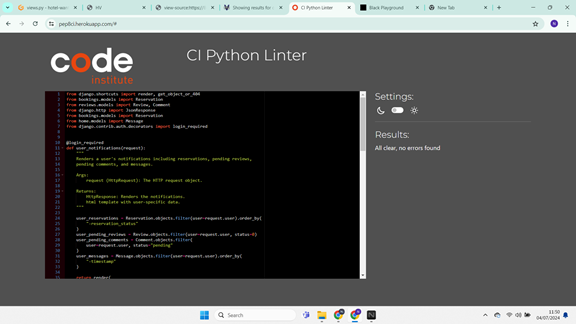 views.py - hotel-wor
HV
view-source:https://8
Showing results for
CI Python Linter
Black Playground
New Tab
pep8ci.herokuapp.com/#
code
institute
CI Python Linter
1 from django.shortcuts import render, get_object_or_404
2 from bookings.models import Reservation
3 from reviews.models import Review, Comment
4 from django.http import JsonResponse
5 from bookings.models import Reservation
6 from home.models import Message
7 from django.contrib.auth.decorators import login_required
8
9
10 @login_required
11 def user_notifications(request):
12 """
13 Renders a user's notifications including reservations, pending reviews,
14 pending comments, and messages.
15
16 Args:
17 request (HttpRequest): The HTTP request object.
18
19 Returns:
20 HttpResponse: Renders the notifications.
21 html template with user-specific data.
22 """
23
24 user_reservations = Reservation.objects.filter(user=request.user).order_by(
25 "-reservation_status"
26 )
27 user_pending_reviews = Review.objects.filter(user=request.user, status=0)
28 user_pending_comments = Comment.objects.filter(
29 user=request.user, status="pending"
30 )
31 user_messages = Message.objects.filter(user=request.user).order_by(
32 "-timestamp"
33 )
34
35 return render(
Settings:
Results:
All clear, no errors found
Search
11:50
04/07/2024